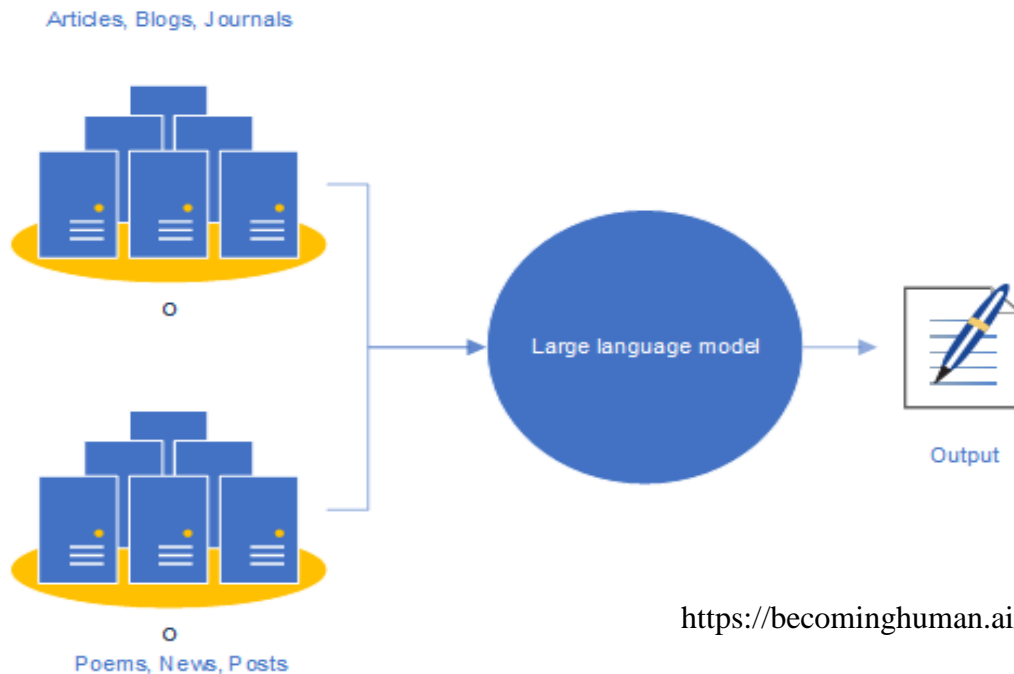 Articles, Blogs, Journals
O
Large language model
Output
O
Poems, News, Posts
https://becominghuman.ai